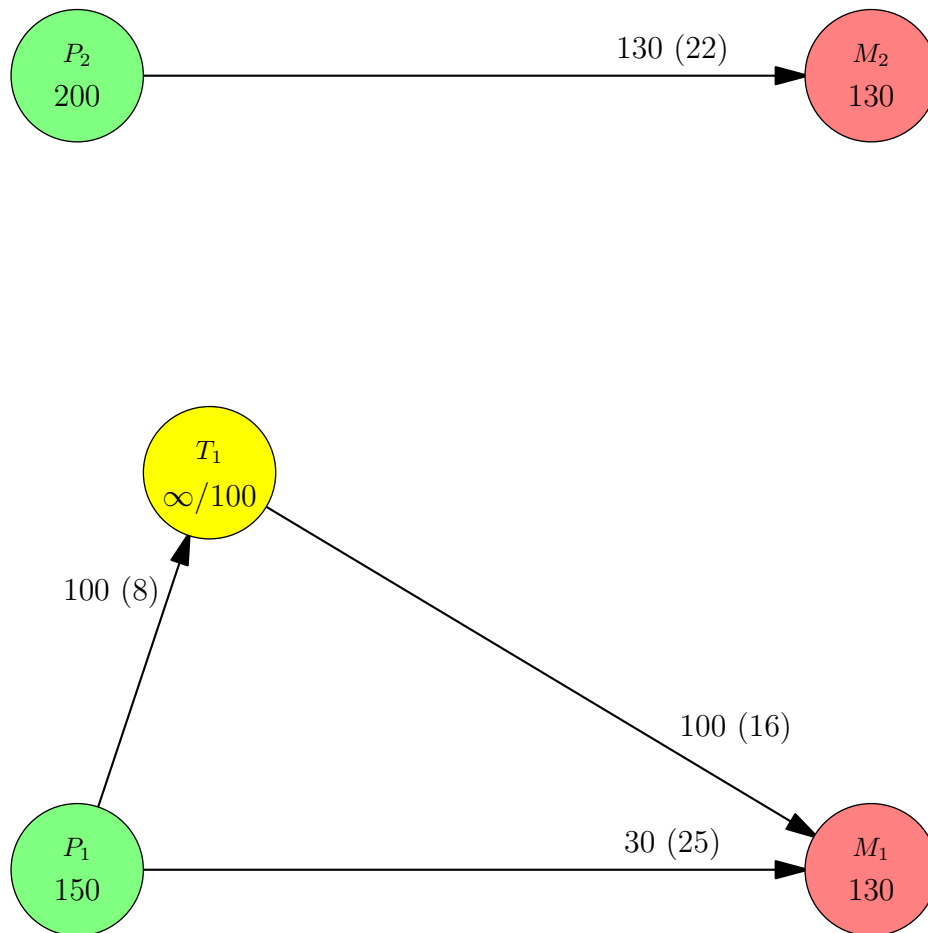 P₂
200
130 (22)
M₂
130
T₁
∞/100
100 (8)
100 (16)
P₁
150
30 (25)
M₁
130